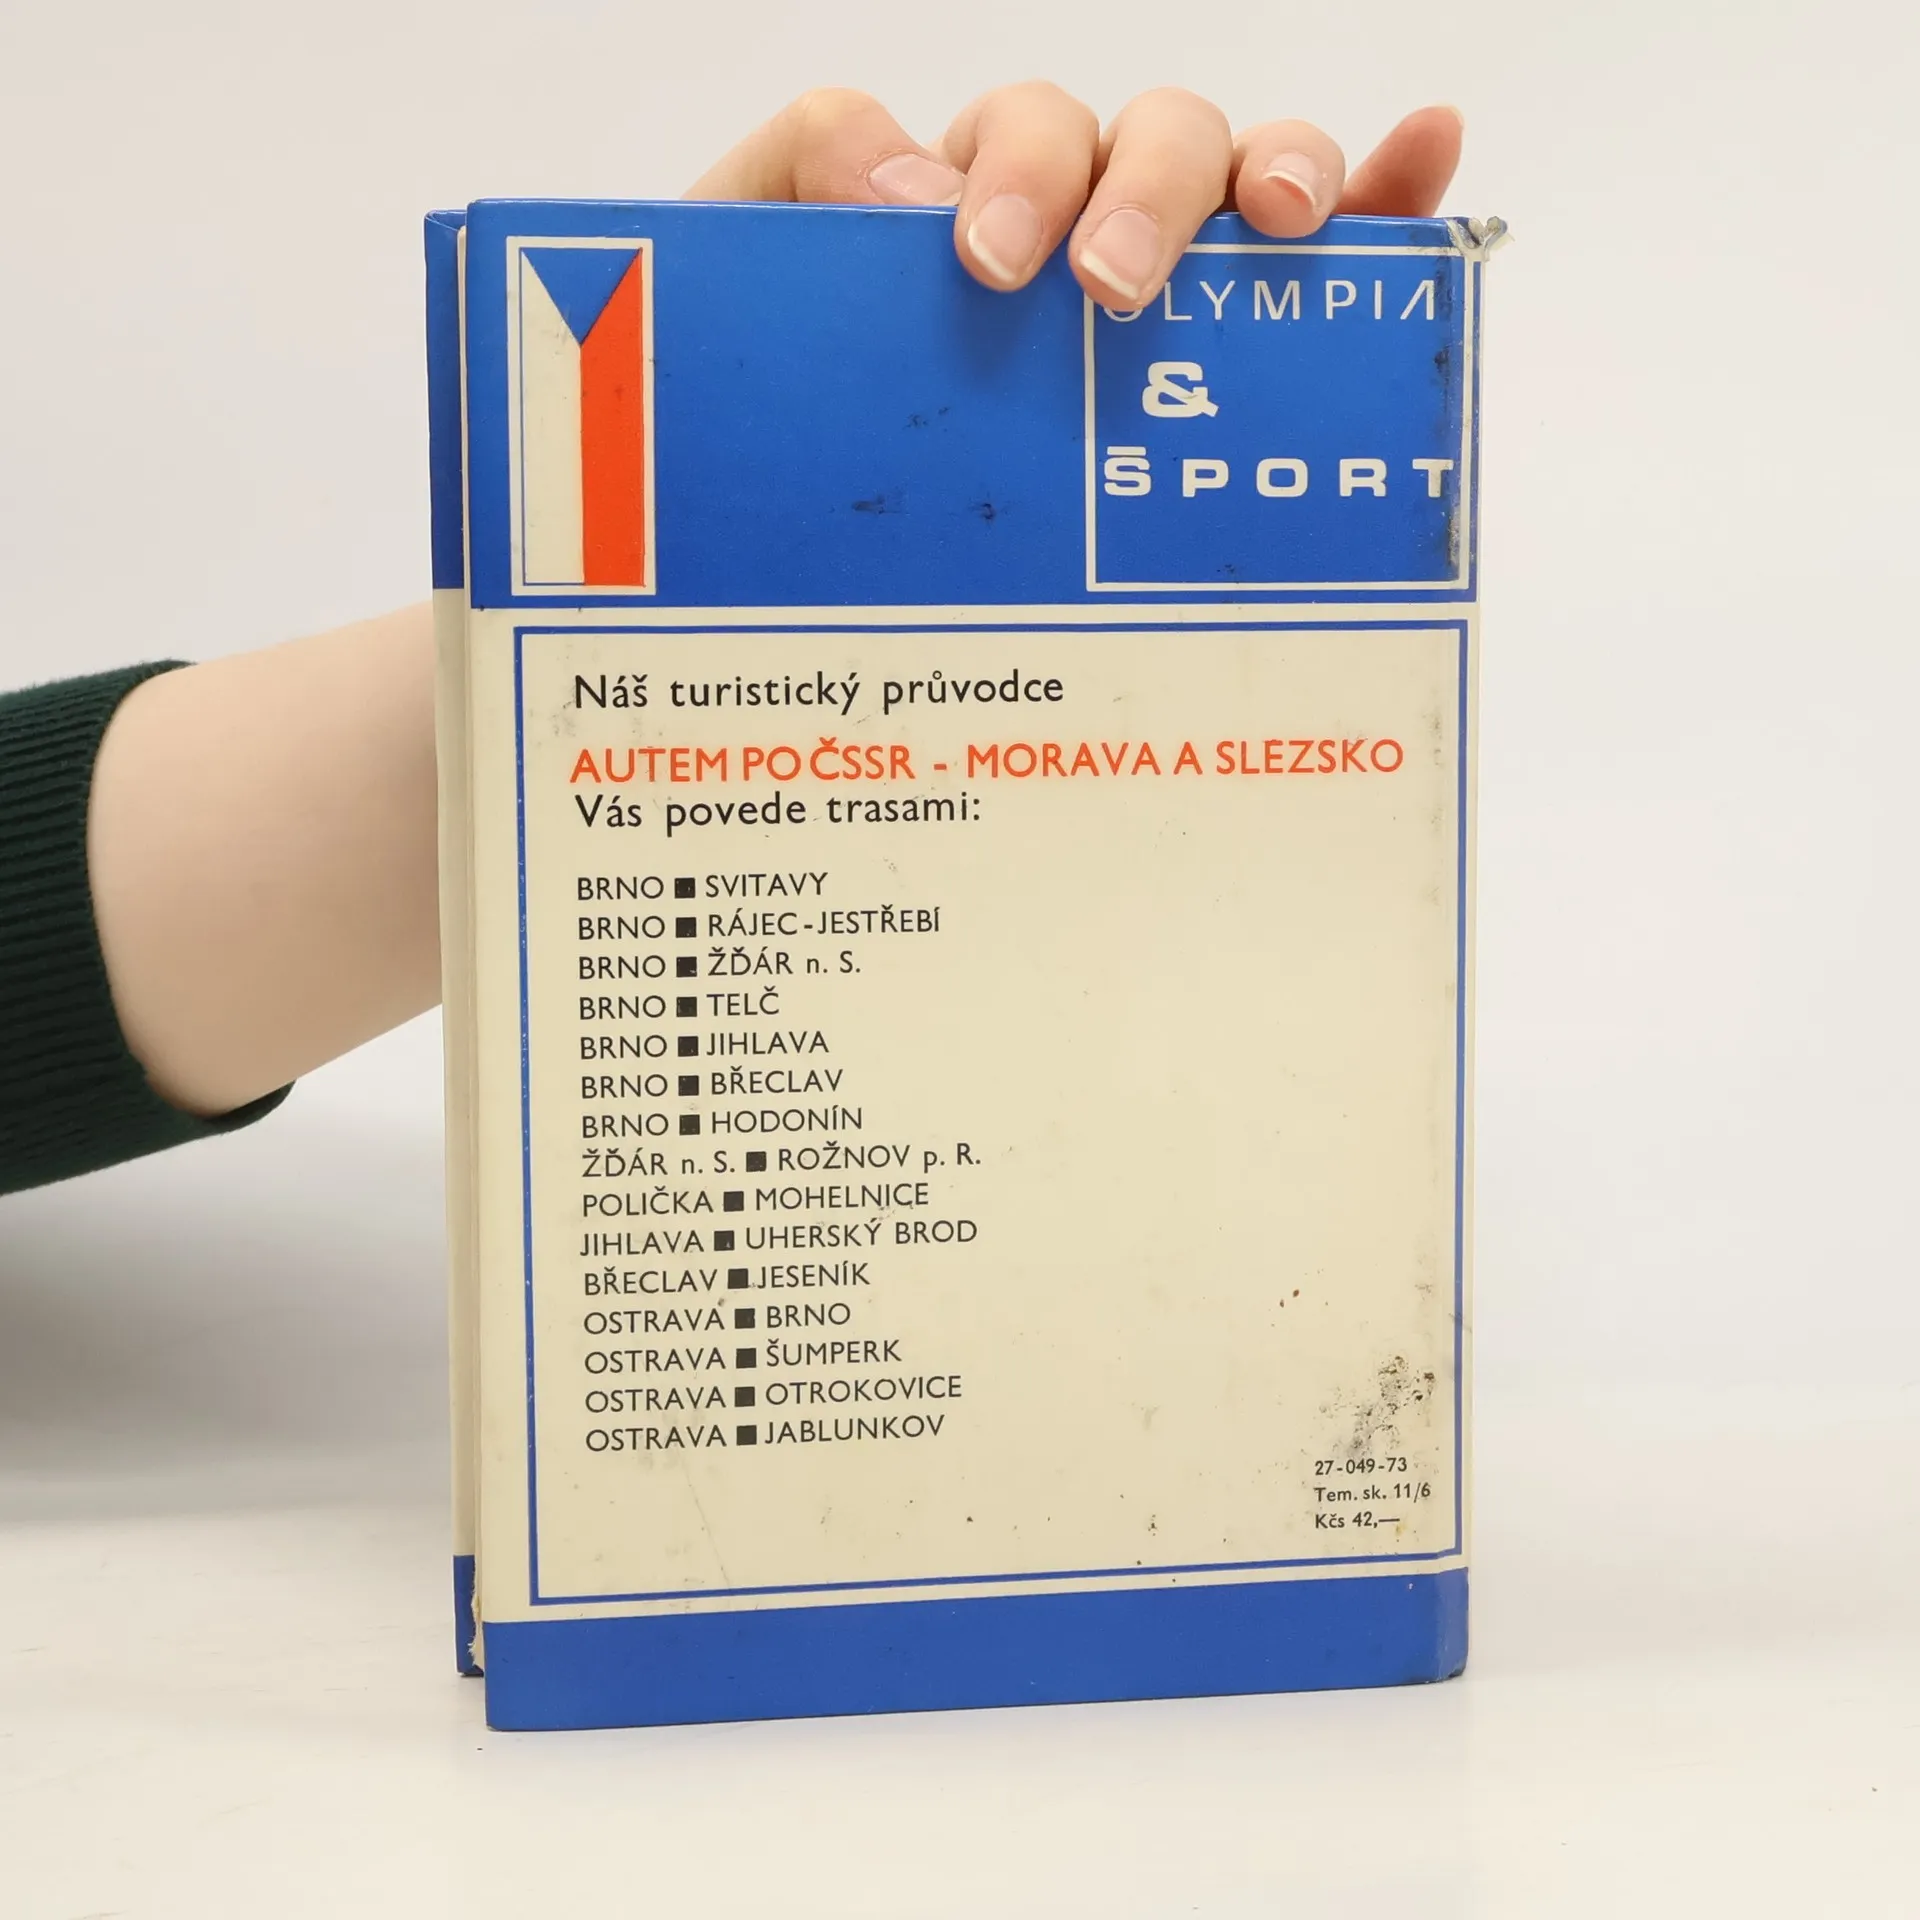 OLYMPIA
&
ŠPORT
Náš turistický průvodce
AUTEM PO ČSSR - MORAVA A SLEZSKO
Vás povede trasami:
BRNO ■ SVITAVY
BRNO ■ RÁJEC-JESTŘEBÍ
BRNO ■ ŽĎÁR n. S.
BRNO ■ TELČ
BRNO ■ JIHLAVA
BRNO ■ BŘECLAV
BRNO ■ HODONÍN
ŽĎÁR n. S. ■ ROŽNOV p. R.
POLIČKA ■ MOHELNICE
JIHLAVA ■ UHERSKÝ BROD
BŘECLAV ■ JESENÍK
OSTRAVA ■ BRNO
OSTRAVA ■ ŠUMPERK
OSTRAVA ■ OTROKOVICE
OSTRAVA ■ JABLUNKOV
27-049-73
Tem. sk. 11/6
Kčs 42,—